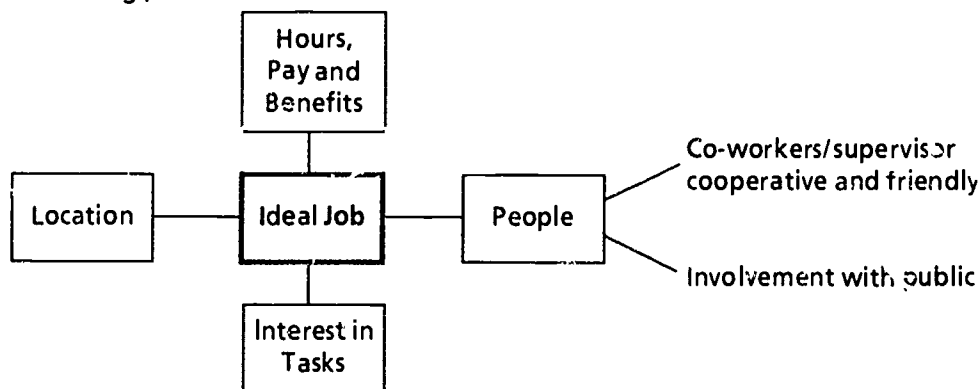 Hours,
Pay and
Benefits
Co-workers/supervisor
cooperative and friendly
Location
Ideal Job
People
Involvement with public
Interest in
Tasks